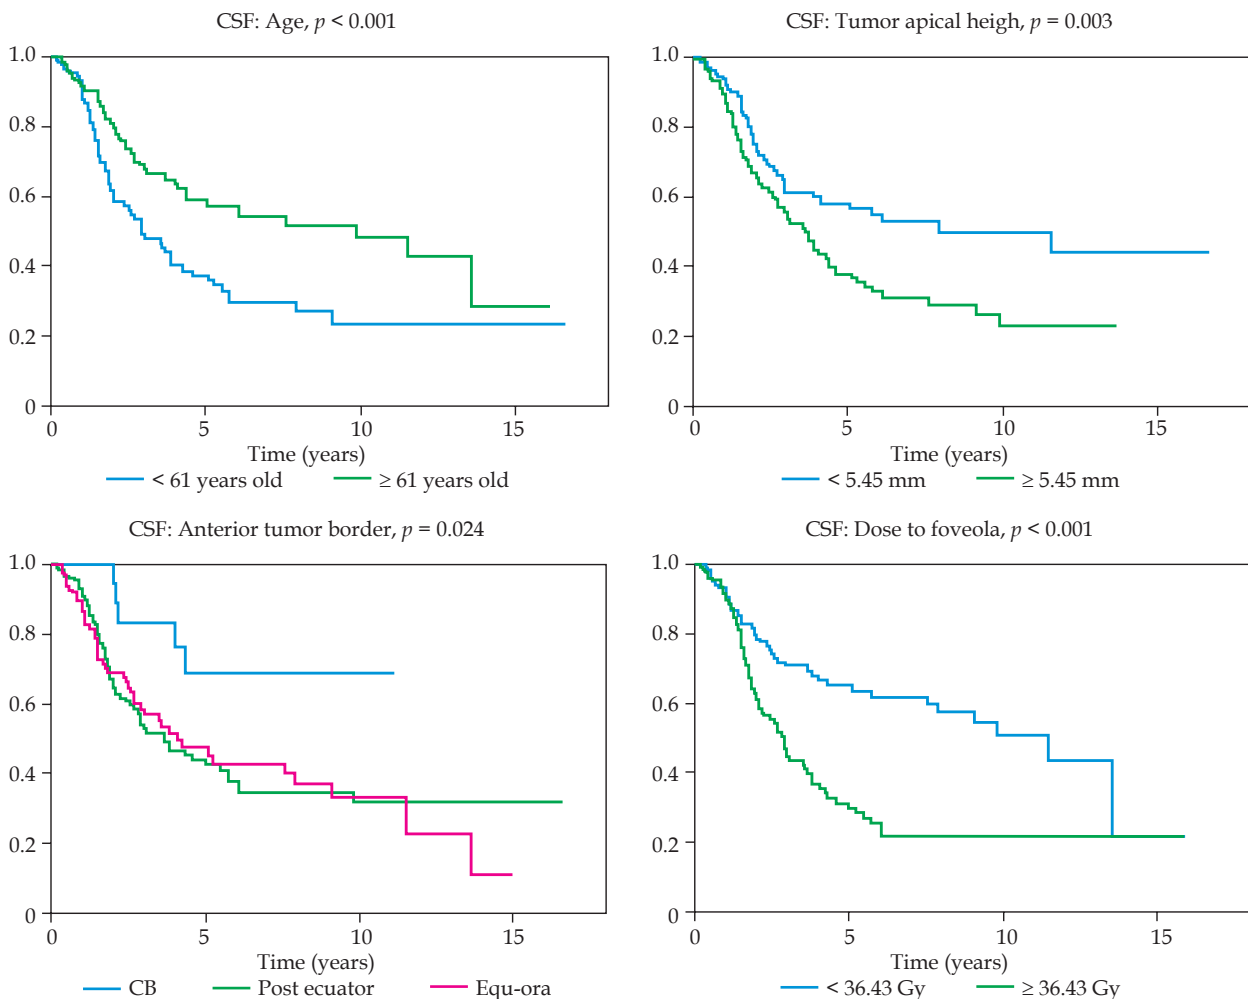 CSF: Age, p < 0.001
1.0
0.8
0.6
0.4
0.2
0
0 5 10 15
Time (years)
< 61 years old ≥ 61 years old
CSF: Tumor apical heigh, p = 0.003
1.0
0.8
0.6
0.4
0.2
0
0 5 10 15
Time (years)
< 5.45 mm ≥ 5.45 mm
CSF: Anterior tumor border, p = 0.024
1.0
0.8
0.6
0.4
0.2
0
0 5 10 15
Time (years)
CB Post ecuator Equ-ora
CSF: Dose to foveola, p < 0.001
1.0
0.8
0.6
0.4
0.2
0
0 5 10 15
Time (years)
< 36.43 Gy ≥ 36.43 Gy